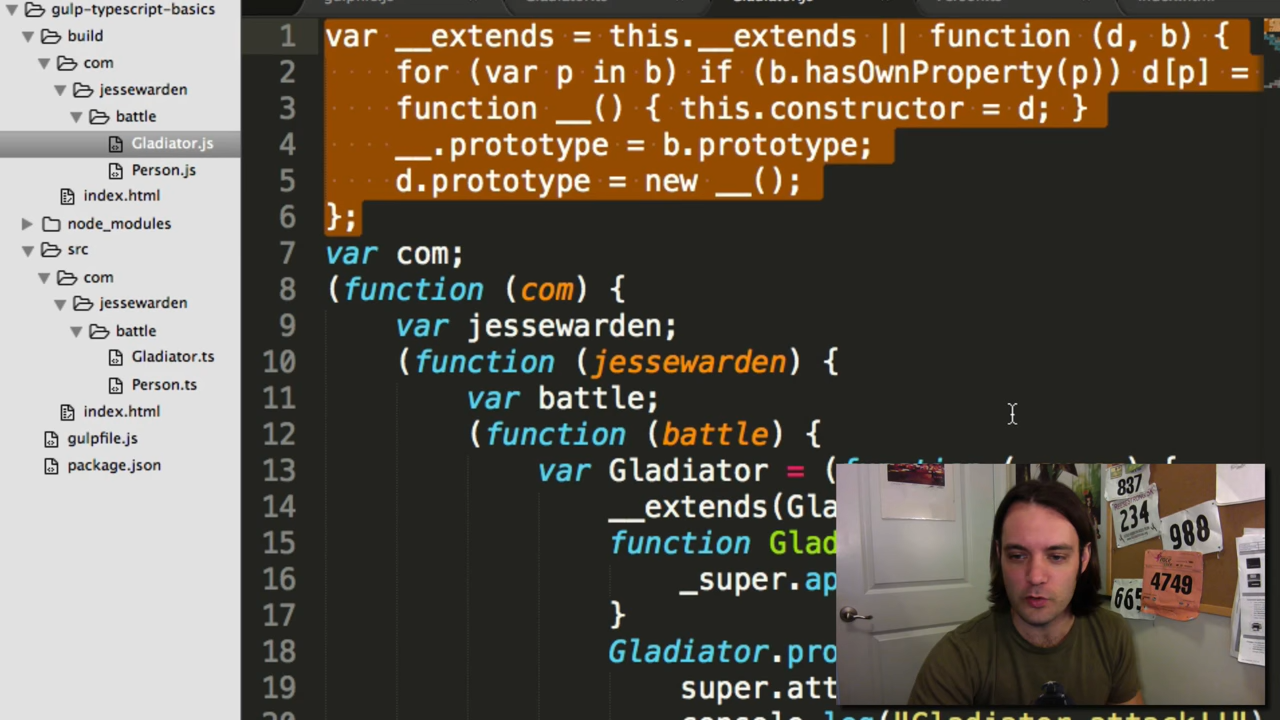 gulp-typescript-basics
build
com
jessewarden
battle
Gladiator.js
Person.js
index.html
node_modules
src
com
jessewarden
battle
Gladiator.ts
Person.ts
index.html
gulpfile.js
package.json
1 var __extends = this.__extends || function (d, b) {
2 for (var p in b) if (b.hasOwnProperty(p)) d[p] =
3 function __() { this.constructor = d; }
4 __.prototype = b.prototype;
5 d.prototype = new __();
6 };
7 var com;
8 (function (com) {
9 var jessewarden;
10 (function (jessewarden) {
11 var battle;
12 (function (battle) {
13 var Gladiator = (
14 __extends(Gla
15 function Glad
16 _super.ap
17 }
18 Gladiator.pro
19 super.att
console.log("Gladiator attack!!")
837
234
988
4749
665